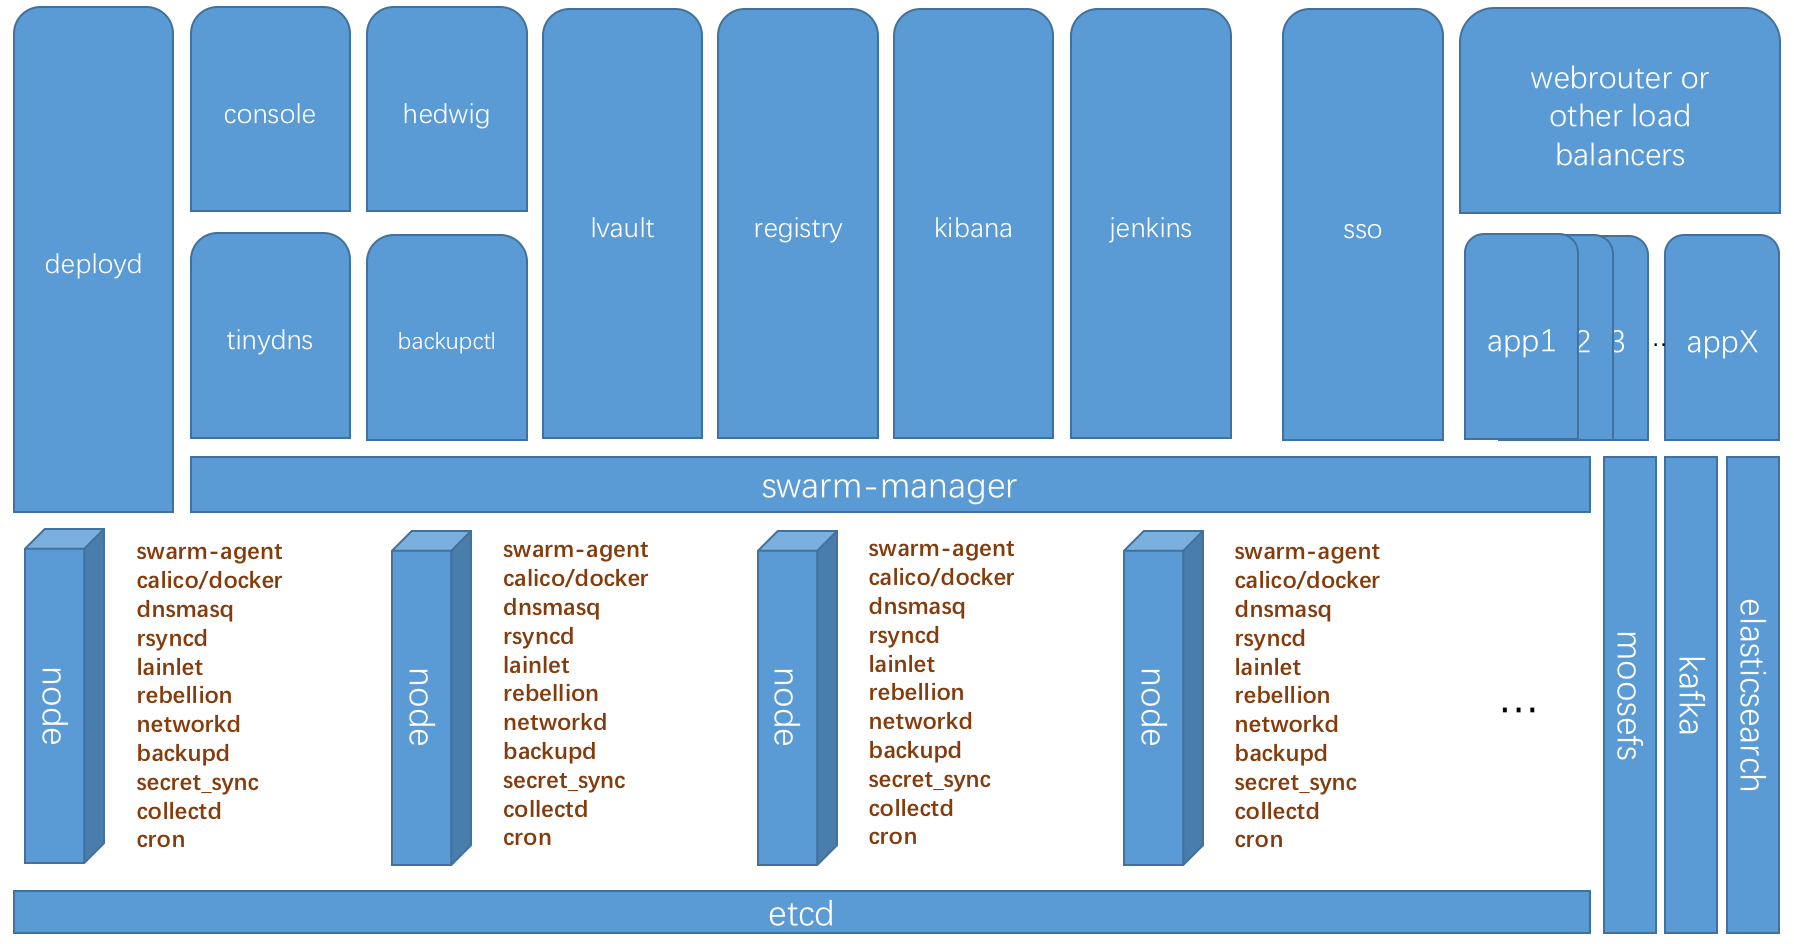 deployd
console
hedwig
tinydns
backupctl
lvault
registry
kibana
jenkins
sso
webrouter or
other load
balancers
app1
2
3
..
appX
swarm-manager
node
swarm-agent
calico/docker
dnsmasq
rsyncd
lainlet
rebellion
networkd
backupd
secret_sync
collectd
cron
node
swarm-agent
calico/docker
dnsmasq
rsyncd
lainlet
rebellion
networkd
backupd
secret_sync
collectd
cron
node
swarm-agent
calico/docker
dnsmasq
rsyncd
lainlet
rebellion
networkd
backupd
secret_sync
collectd
cron
node
swarm-agent
calico/docker
dnsmasq
rsyncd
lainlet
rebellion
networkd
backupd
secret_sync
collectd
cron
...
moosefs
kafka
elasticsearch
etcd